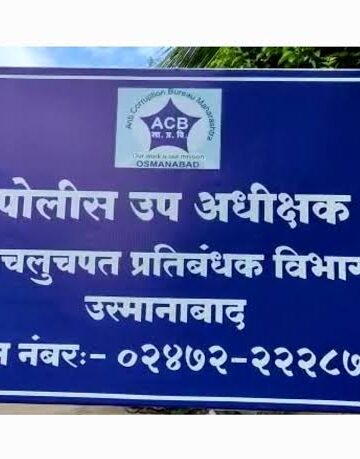 Anti Corruption Bureau Maharashtra
ACB
ला. प्र. वि.
Our work is our mission
OSMANABAD
पोलीस उप अधीक्षक
चलुचपत प्रतिबंधक विभा
उस्मानाबाद
न नंबरः- ०२४७२-२२२८७